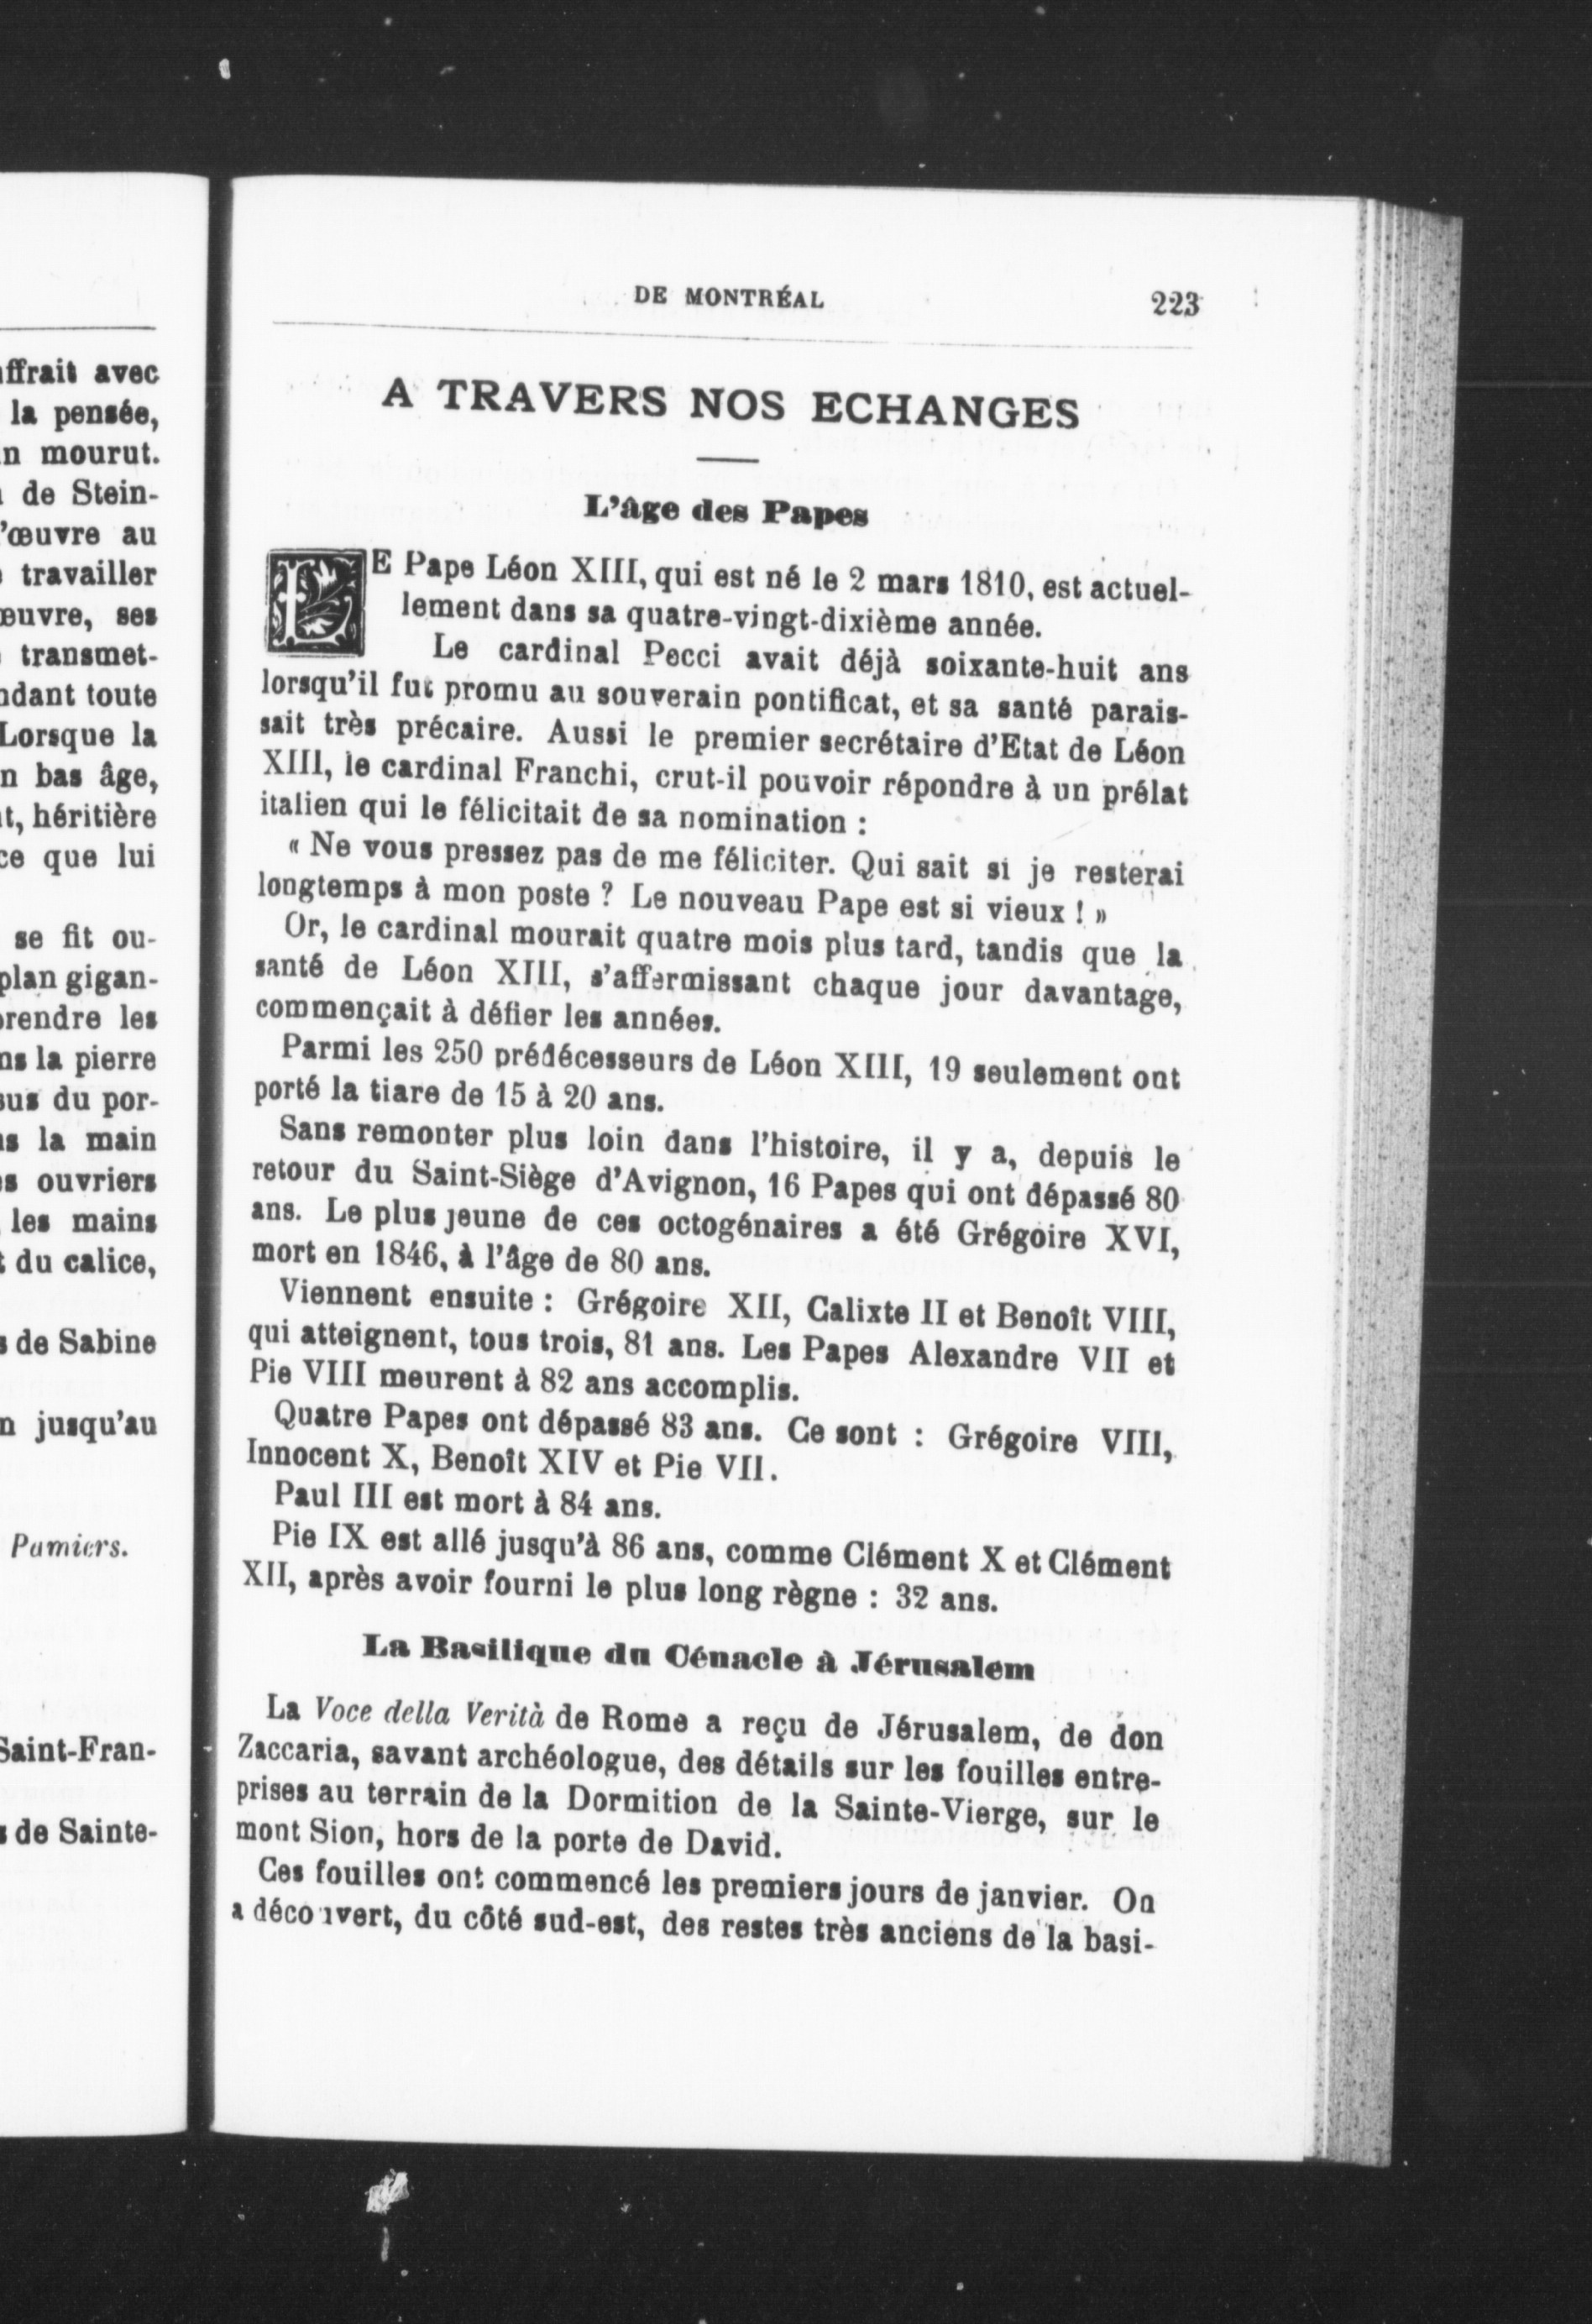 ffrait avec
la pensée,
n mourut.
de Stein-
'œuvre au
travailler
œuvre, ses
transmet-
ndant toute
Lorsque la
n bas âge,
t, héritière
ce que lui
se fit ou-
plan gigan-
prendre les
ns la pierre
sus du por-
ns la main
es ouvriers
les mains
t du calice,
s de Sabine
n jusqu'au
Pamiers.
Saint-Fran-
s de Sainte-
DE MONTRÉAL 223
A TRAVERS NOS ECHANGES
L'âge des Papes
LE Pape Léon XIII, qui est né le 2 mars 1810, est actuel-
lement dans sa quatre-vingt-dixième année.
Le cardinal Pecci avait déjà soixante-huit ans
lorsqu'il fut promu au souverain pontificat, et sa santé parais-
sait très précaire. Aussi le premier secrétaire d'Etat de Léon
XIII, le cardinal Franchi, crut-il pouvoir répondre à un prélat
italien qui le félicitait de sa nomination :
« Ne vous pressez pas de me féliciter. Qui sait si je resterai
longtemps à mon poste ? Le nouveau Pape est si vieux ! »
Or, le cardinal mourait quatre mois plus tard, tandis que la
santé de Léon XIII, s'affermissant chaque jour davantage,
commençait à défier les années.
Parmi les 250 prédécesseurs de Léon XIII, 19 seulement ont
porté la tiare de 15 à 20 ans.
Sans remonter plus loin dans l'histoire, il y a, depuis le
retour du Saint-Siège d'Avignon, 16 Papes qui ont dépassé 80
ans. Le plus jeune de ces octogénaires a été Grégoire XVI,
mort en 1846, à l'âge de 80 ans.
Viennent ensuite : Grégoire XII, Calixte II et Benoît VIII,
qui atteignent, tous trois, 81 ans. Les Papes Alexandre VII et
Pie VIII meurent à 82 ans accomplis.
Quatre Papes ont dépassé 83 ans. Ce sont : Grégoire VIII,
Innocent X, Benoît XIV et Pie VII.
Paul III est mort à 84 ans.
Pie IX est allé jusqu'à 86 ans, comme Clément X et Clément
XII, après avoir fourni le plus long règne : 32 ans.
La Basilique du Cénacle à Jérusalem
La Voce della Verità de Rome a reçu de Jérusalem, de don
Zaccaria, savant archéologue, des détails sur les fouilles entre-
prises au terrain de la Dormition de la Sainte-Vierge, sur le
mont Sion, hors de la porte de David.
Ces fouilles ont commencé les premiers jours de janvier. On
a découvert, du côté sud-est, des restes très anciens de la basi-